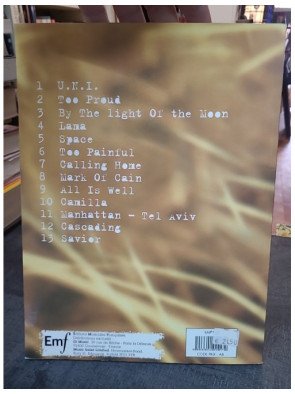 1 U.N.I.
2 Too Proud
3 By The light Of the Moon
4 Lama
5 Space
6 Too Painful
7 Calling Home
8 Mark Of Cain
9 All Is Well
10 Camilla
11 Manhattan - Tel Aviv
12 Cascading
13 Savior
Emf